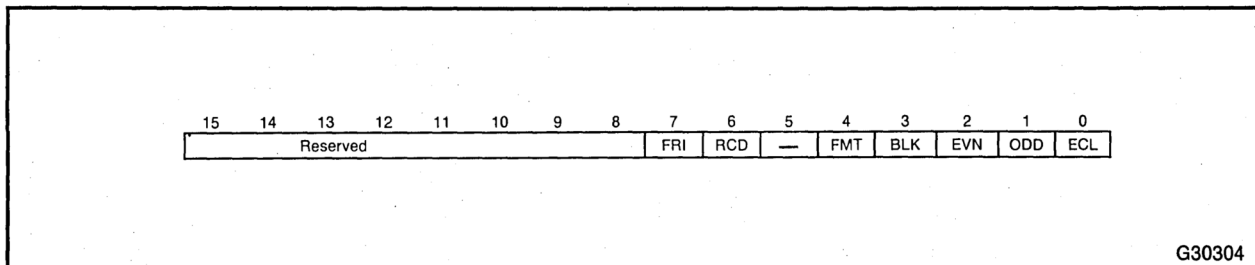 15 14 13 12 11 10 9 8 7 6 5 4 3 2 1 0
Reserved FRI RCD — FMT BLK EVN ODD ECL
G30304